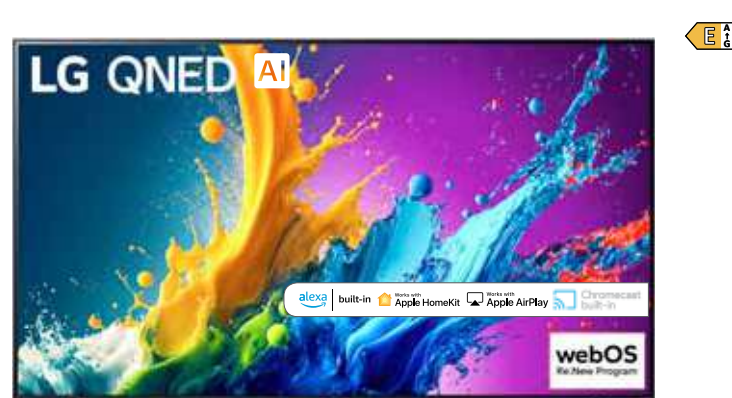 LG QNED AI
E
A
G
alexa built-in
Works with
Apple HomeKit
Works with
Apple AirPlay
Chromecast
built-in
webOS
Re:New Program